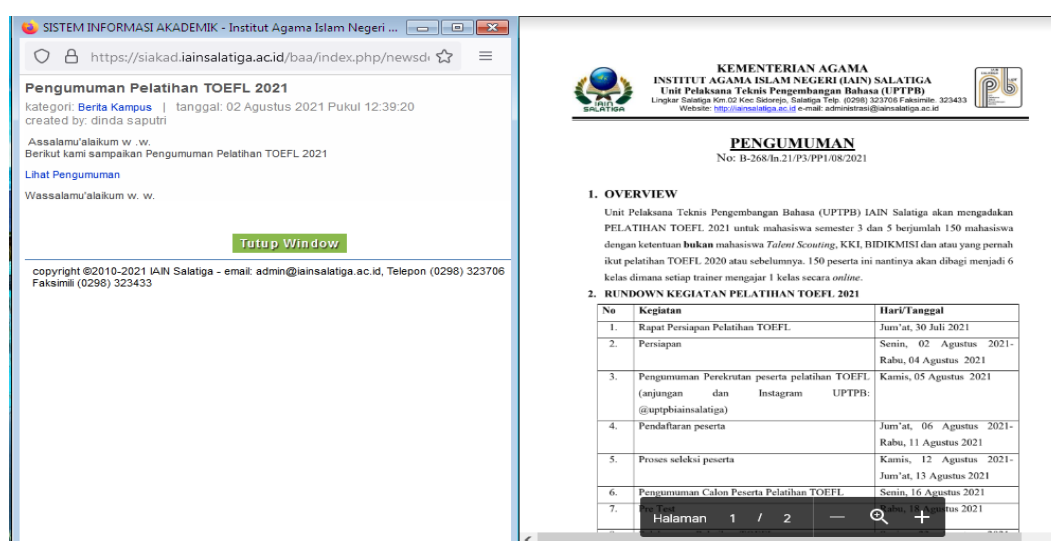 SISTEM INFORMASI AKADEMIK - Institut Agama Islam Negeri ...
https://siakad.iainsalatiga.ac.id/baa/index.php/newsd
Pengumuman Pelatihan TOEFL 2021
kategori: Berita Kampus | tanggal: 02 Agustus 2021 Pukul 12:39:20
created by: dinda saputri
Assalamu'alaikum w .w.
Berikut kami sampaikan Pengumuman Pelatihan TOEFL 2021
Lihat Pengumuman
Wassalamu'alaikum w. w.
Tutup Window
copyright ©2010-2021 IAIN Salatiga - email: admin@iainsalatiga.ac.id, Telepon (0298) 323706
Faksimili (0298) 323433
IAIN
SALATIGA
KEMENTERIAN AGAMA
INSTITUT AGAMA ISLAM NEGERI (IAIN) SALATIGA
Unit Pelaksana Teknis Pengembangan Bahasa (UPTPB)
Lingkar Salatiga Km.02 Kec Sidorejo, Salatiga Telp. (0298) 323706 Faksimile. 323433
Website: http://iainsalatiga.ac.id e-mail: administrasi@iainsalatiga.ac.id
PENGUMUMAN
No: B-268/In.21/P3/PP1/08/2021
1. OVERVIEW
Unit Pelaksana Teknis Pengembangan Bahasa (UPTPB) IAIN Salatiga akan mengadakan
PELATIHAN TOEFL 2021 untuk mahasiswa semester 3 dan 5 berjumlah 150 mahasiswa
dengan ketentuan bukan mahasiswa Talent Scouting, KKI, BIDIKMISI dan atau yang pernah
ikut pelatihan TOEFL 2020 atau sebelumnya. 150 peserta ini nantinya akan dibagi menjadi 6
kelas dimana setiap trainer mengajar 1 kelas secara online.
2. RUNDOWN KEGIATAN PELATIHAN TOEFL 2021
No Kegiatan Hari/Tanggal
1. Rapat Persiapan Pelatihan TOEFL Jum'at, 30 Juli 2021
2. Persiapan Senin, 02 Agustus 2021-
Rabu, 04 Agustus 2021
3. Pengumuman Perekrutan peserta pelatihan TOEFL Kamis, 05 Agustus 2021
(anjungan dan Instagram UPTPB:
@uptpbiainsalatiga)
4. Pendaftaran peserta Jum'at, 06 Agustus 2021-
Rabu, 11 Agustus 2021
5. Proses seleksi peserta Kamis, 12 Agustus 2021-
Jum'at, 13 Agustus 2021
6. Pengumuman Calon Peserta Pelatihan TOEFL Senin, 16 Agustus 2021
7. Pre Test Rabu, 18 Agustus 2021
Halaman 1 / 2